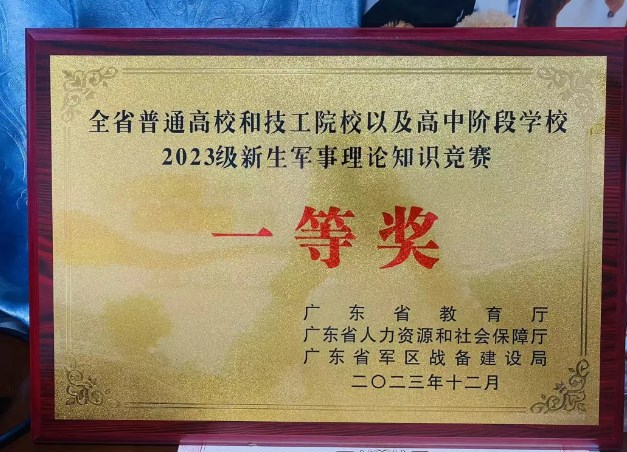 全省普通高校和技工院校以及高中阶段学校
2023级新生军事理论知识竞赛
一等奖
广东省教育厅
广东省人力资源和社会保障厅
广东省军区战备建设局
二〇二三年十二月